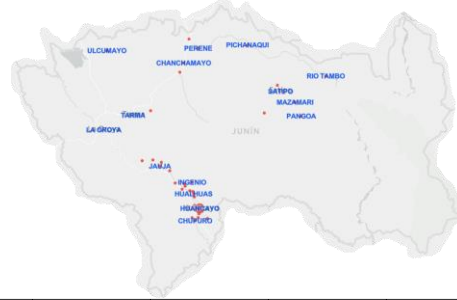 PERENE
PICHANAQUI
ULCUMAYO
CHANCHAMAYO
RIO TAMBO
SATIPO
MAZAMARI
TARMA
PANGOA
LA OROYA
JUNÍN
JAUJA
INGENIO
HUALHUAS
HUANCAYO
CHUPURO